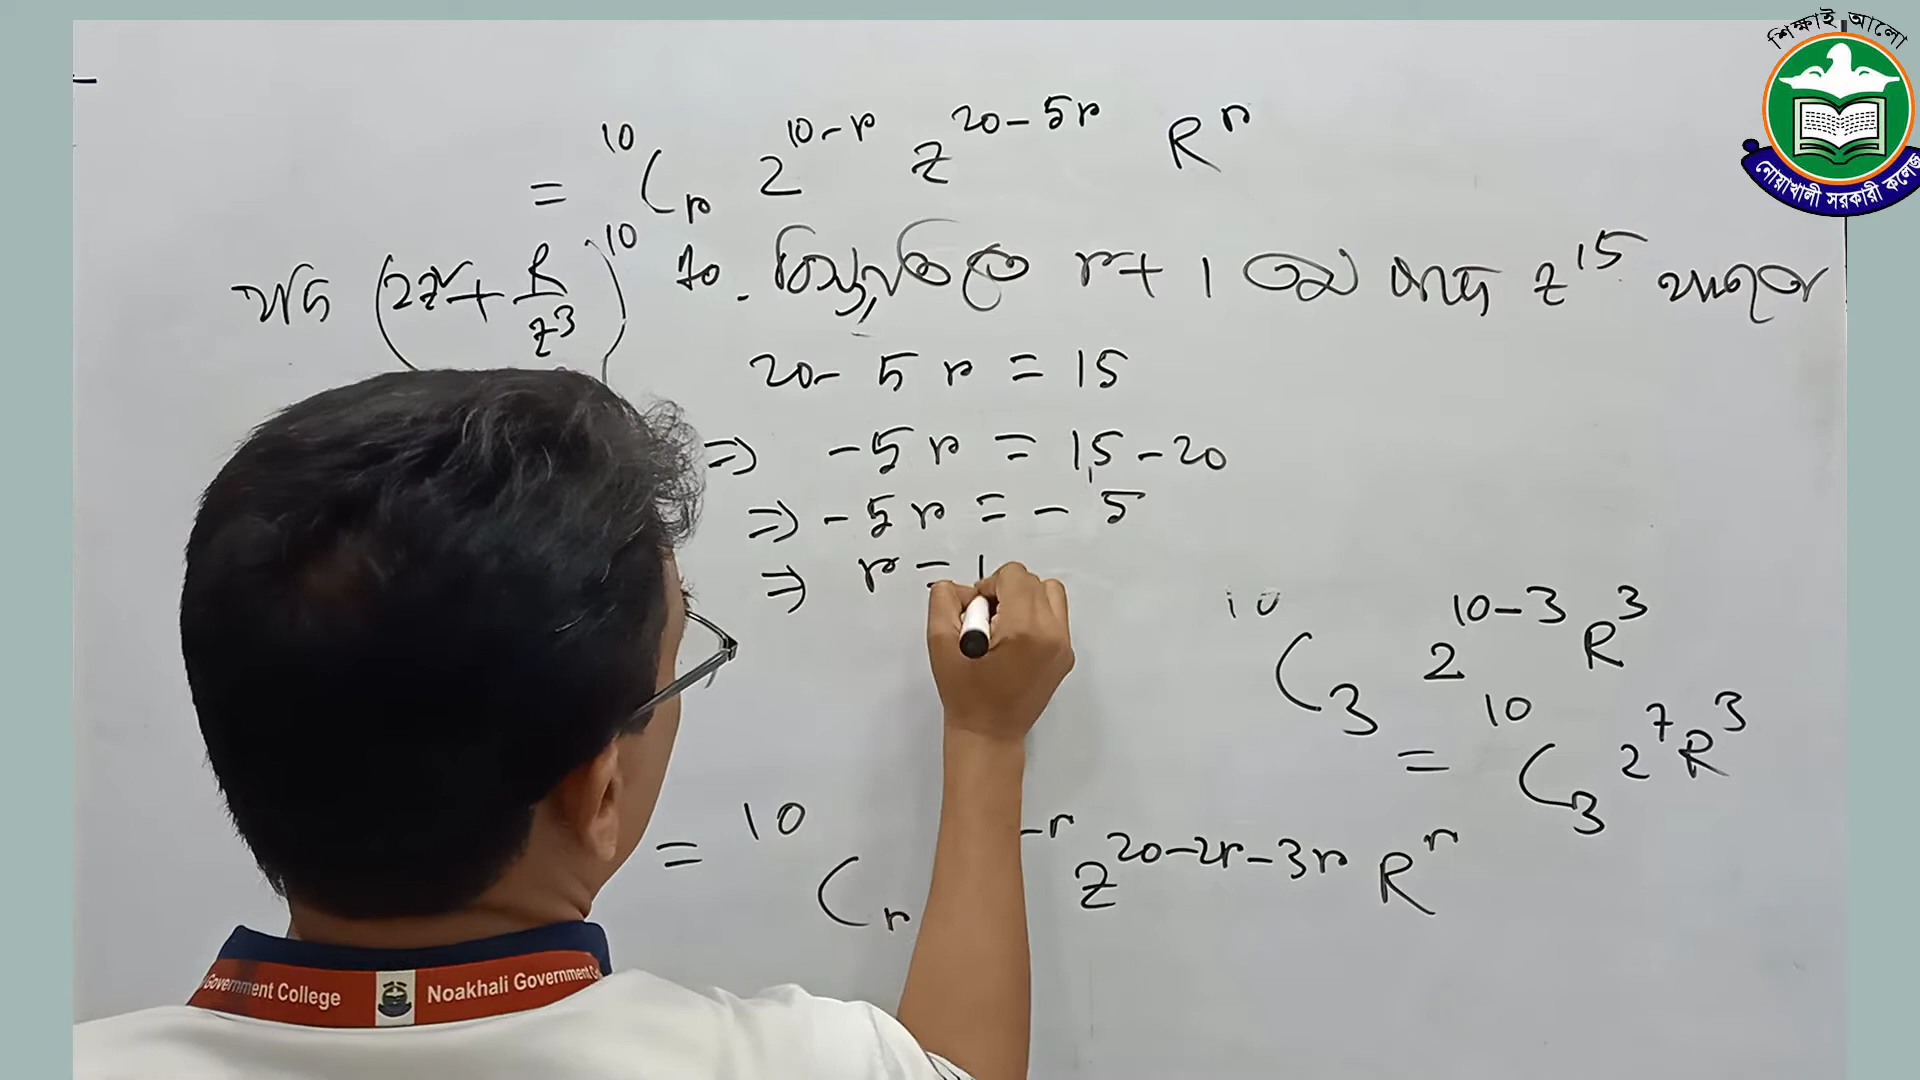 শিক্ষাই আলো
নোয়াখালী সরকারী কলেজ
= ¹⁰Cᵣ 2¹⁰⁻ʳ z²⁰⁻⁵ʳ Rʳ
যদি (2z² + R/z³)¹⁰ এর বিস্তৃতিতে r+1 তম পদে z¹⁵ থাকে
20 - 5r = 15
⇒ -5r = 15 - 20
⇒ -5r = -5
⇒ r = 1
¹⁰C₃ 2¹⁰⁻³ R³
= ¹⁰C₃ 2⁷ R³
= ¹⁰Cᵣ ⁻ʳ z²⁰⁻²ʳ⁻³ʳ Rʳ
Government College
Noakhali Government